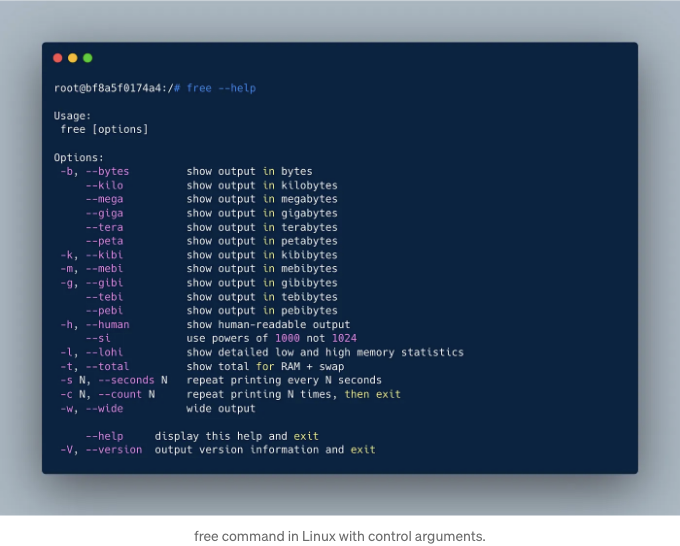 root@bf8a5f0174a4:/# free --help
Usage:
free [options]
Options:
-b, --bytes show output in bytes
--kilo show output in kilobytes
--mega show output in megabytes
--giga show output in gigabytes
--tera show output in terabytes
--peta show output in petabytes
-k, --kibi show output in kibibytes
-m, --mebi show output in mebibytes
-g, --gibi show output in gibibytes
--tebi show output in tebibytes
--pebi show output in pebibytes
-h, --human show human-readable output
--si use powers of 1000 not 1024
-l, --lohi show detailed low and high memory statistics
-t, --total show total for RAM + swap
-s N, --seconds N repeat printing every N seconds
-c N, --count N repeat printing N times, then exit
-w, --wide wide output
--help display this help and exit
-V, --version output version information and exit
free command in Linux with control arguments.